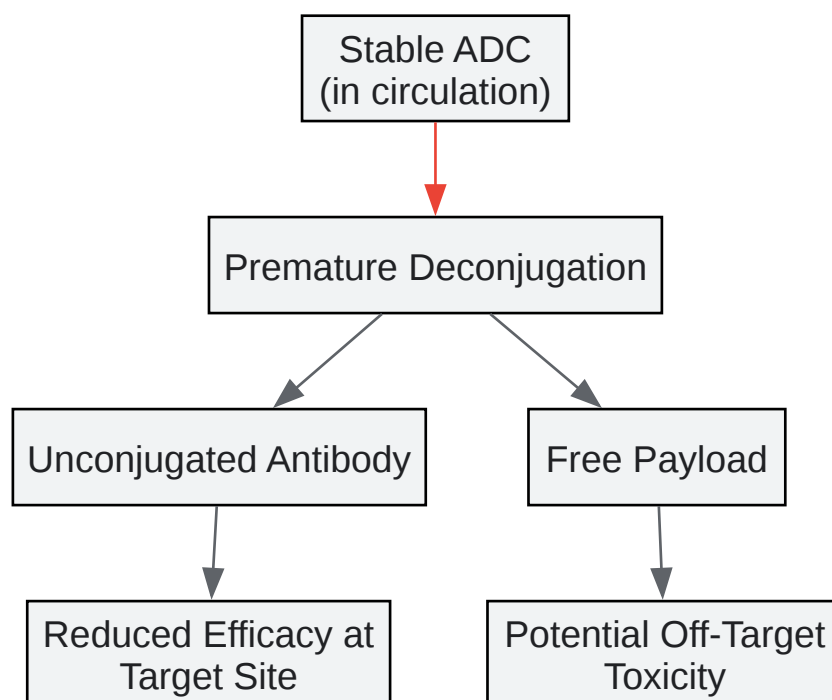 Stable ADC
(in circulation)
Premature Deconjugation
Unconjugated Antibody
Free Payload
Reduced Efficacy at
Target Site
Potential Off-Target
Toxicity